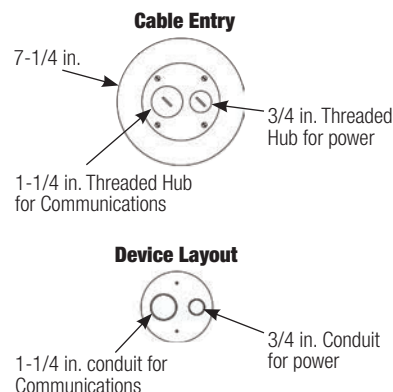 Cable Entry
7-1/4 in.
3/4 in. Threaded
Hub for power
1-1/4 in. Threaded Hub
for Communications
Device Layout
3/4 in. Conduit
for power
1-1/4 in. conduit for
Communications